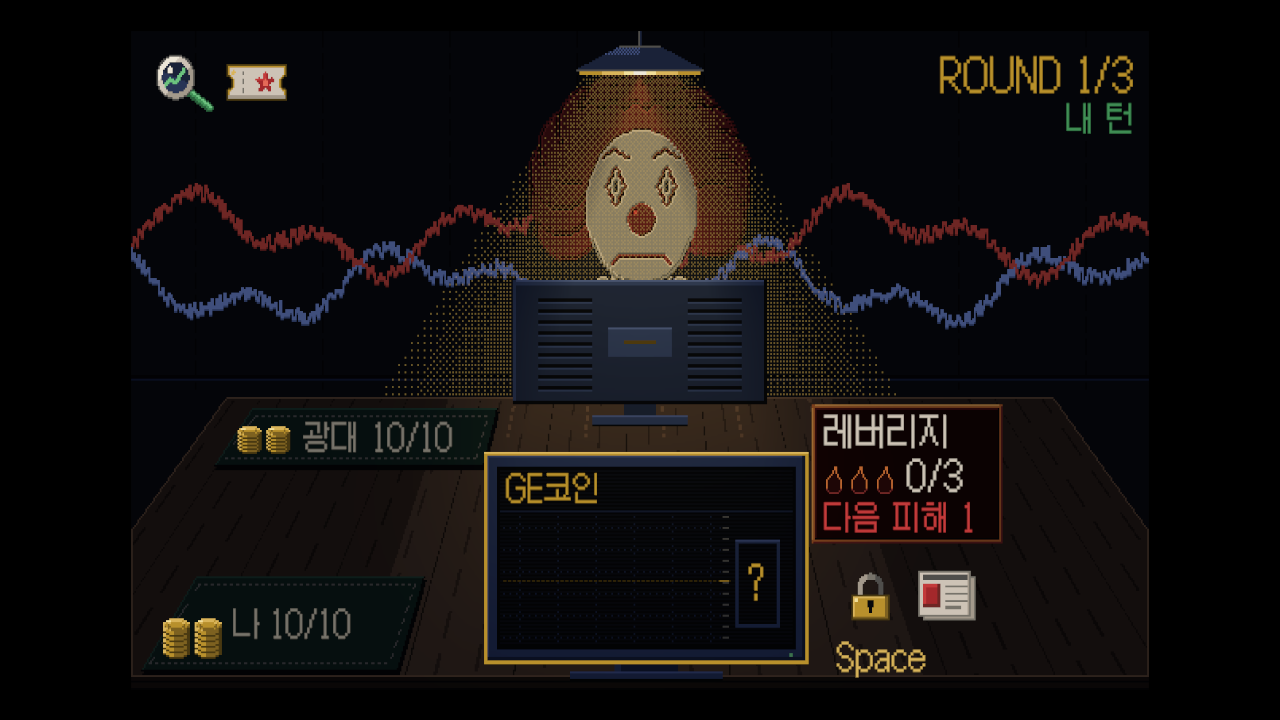 ROUND 1/3
내 턴
광대 10/10
레버리지
0/3
다음 피해 1
GE코인
?
나 10/10
Space